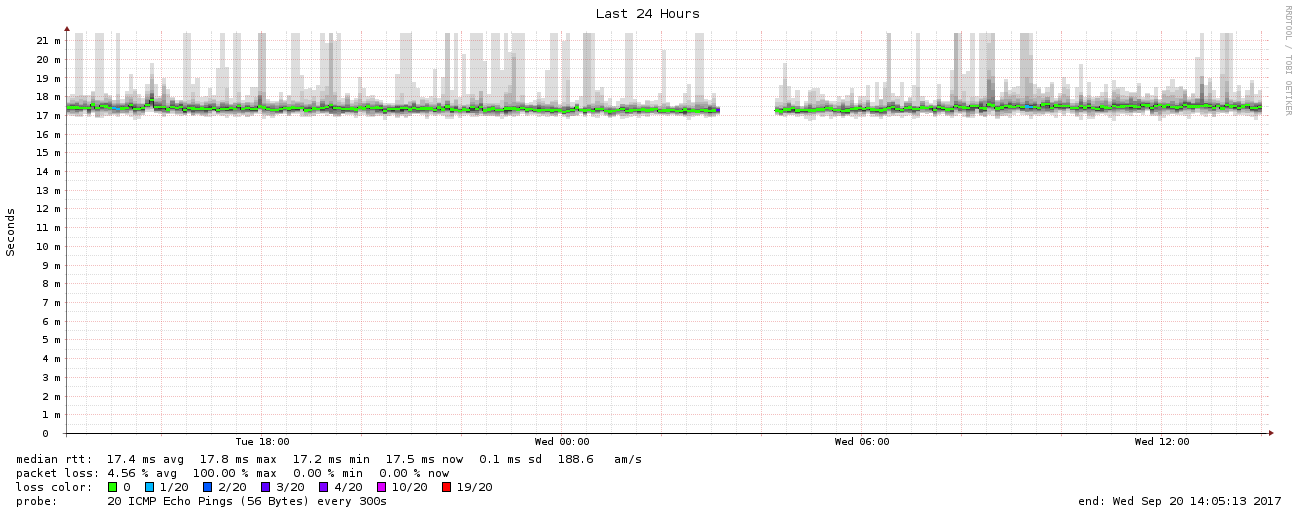 Last 24 Hours
RRDTOOL / TOBI OETIKER
Seconds
21 m
20 m
19 m
18 m
17 m
16 m
15 m
14 m
13 m
12 m
11 m
10 m
9 m
8 m
7 m
6 m
5 m
4 m
3 m
2 m
1 m
0
Tue 18:00 Wed 00:00 Wed 06:00 Wed 12:00
median rtt: 17.4 ms avg 17.8 ms max 17.2 ms min 17.5 ms now 0.1 ms sd 188.6 am/s
packet loss: 4.56 % avg 100.00 % max 0.00 % min 0.00 % now
loss color: 0 1/20 2/20 3/20 4/20 10/20 19/20
probe: 20 ICMP Echo Pings (56 Bytes) every 300s end: Wed Sep 20 14:05:13 2017